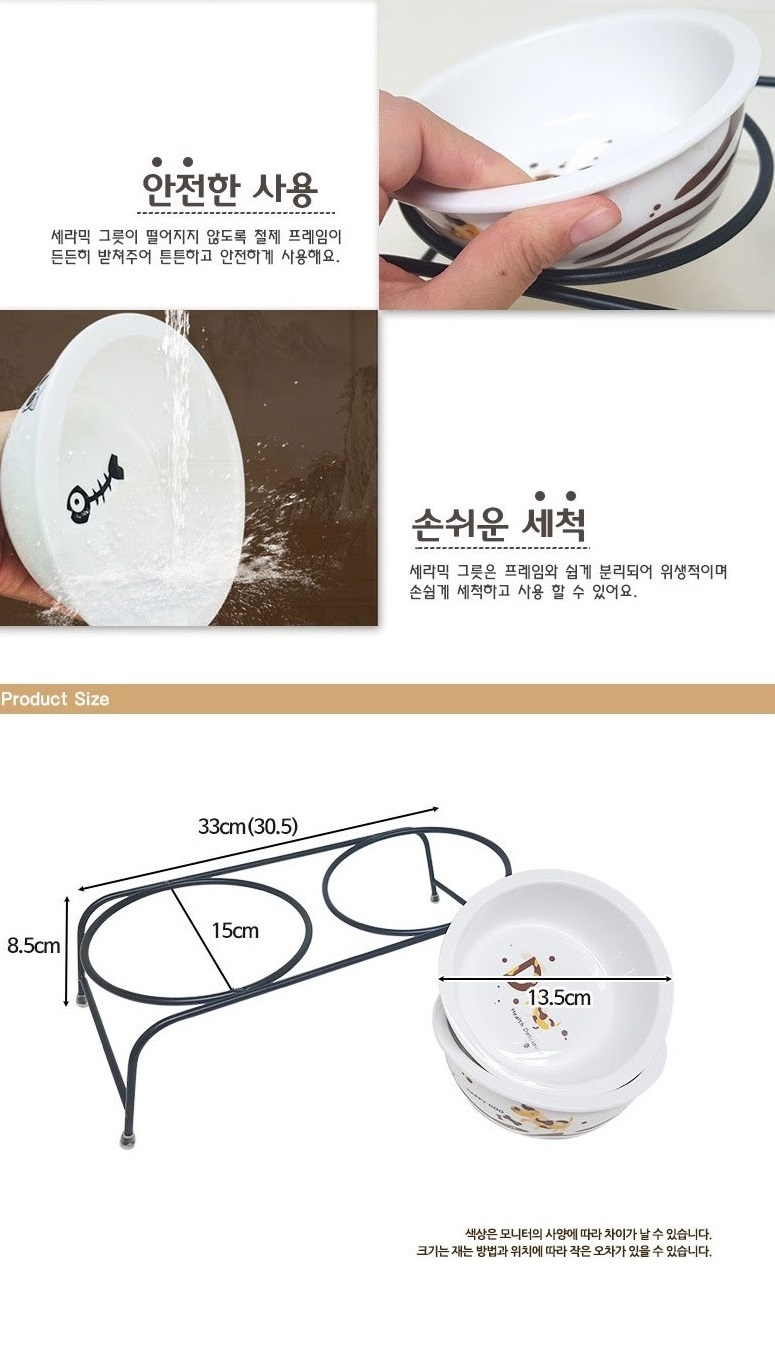 안전한 사용
세라믹 그릇이 떨어지지 않도록 철제 프레임이
든든히 받쳐주어 튼튼하고 안전하게 사용해요.
손쉬운 세척
세라믹 그릇은 프레임와 쉽게 분리되어 위생적이며
손쉽게 세척하고 사용 할 수 있어요.
Product Size
33cm(30.5)
8.5cm
15cm
13.5cm
Health
HAPPY DOG
색상은 모니터의 사양에 따라 차이가 날 수 있습니다.
크기는 재는 방법과 위치에 따라 작은 오차가 있을 수 있습니다.